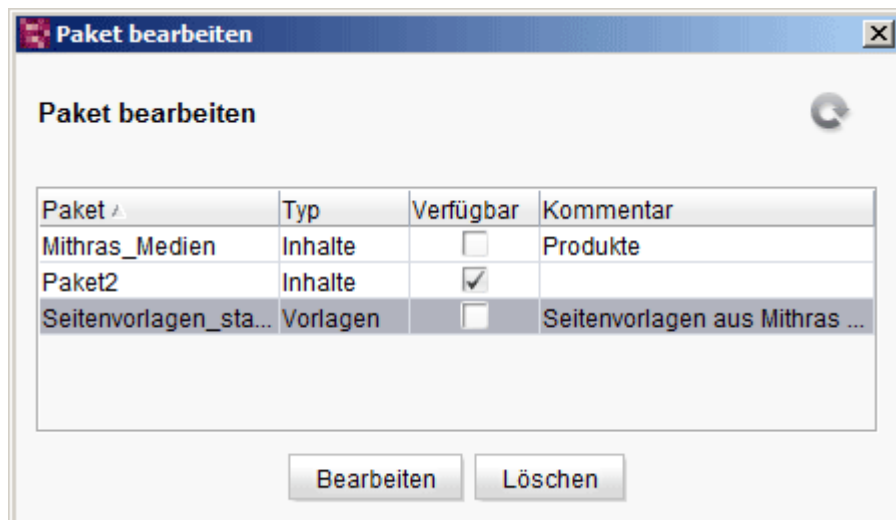 Paket bearbeiten
Paket bearbeiten
Paket Typ Verfügbar Kommentar
Mithras_Medien Inhalte Produkte
Paket2 Inhalte
Seitenvorlagen_sta... Vorlagen Seitenvorlagen aus Mithras ...
Bearbeiten Löschen